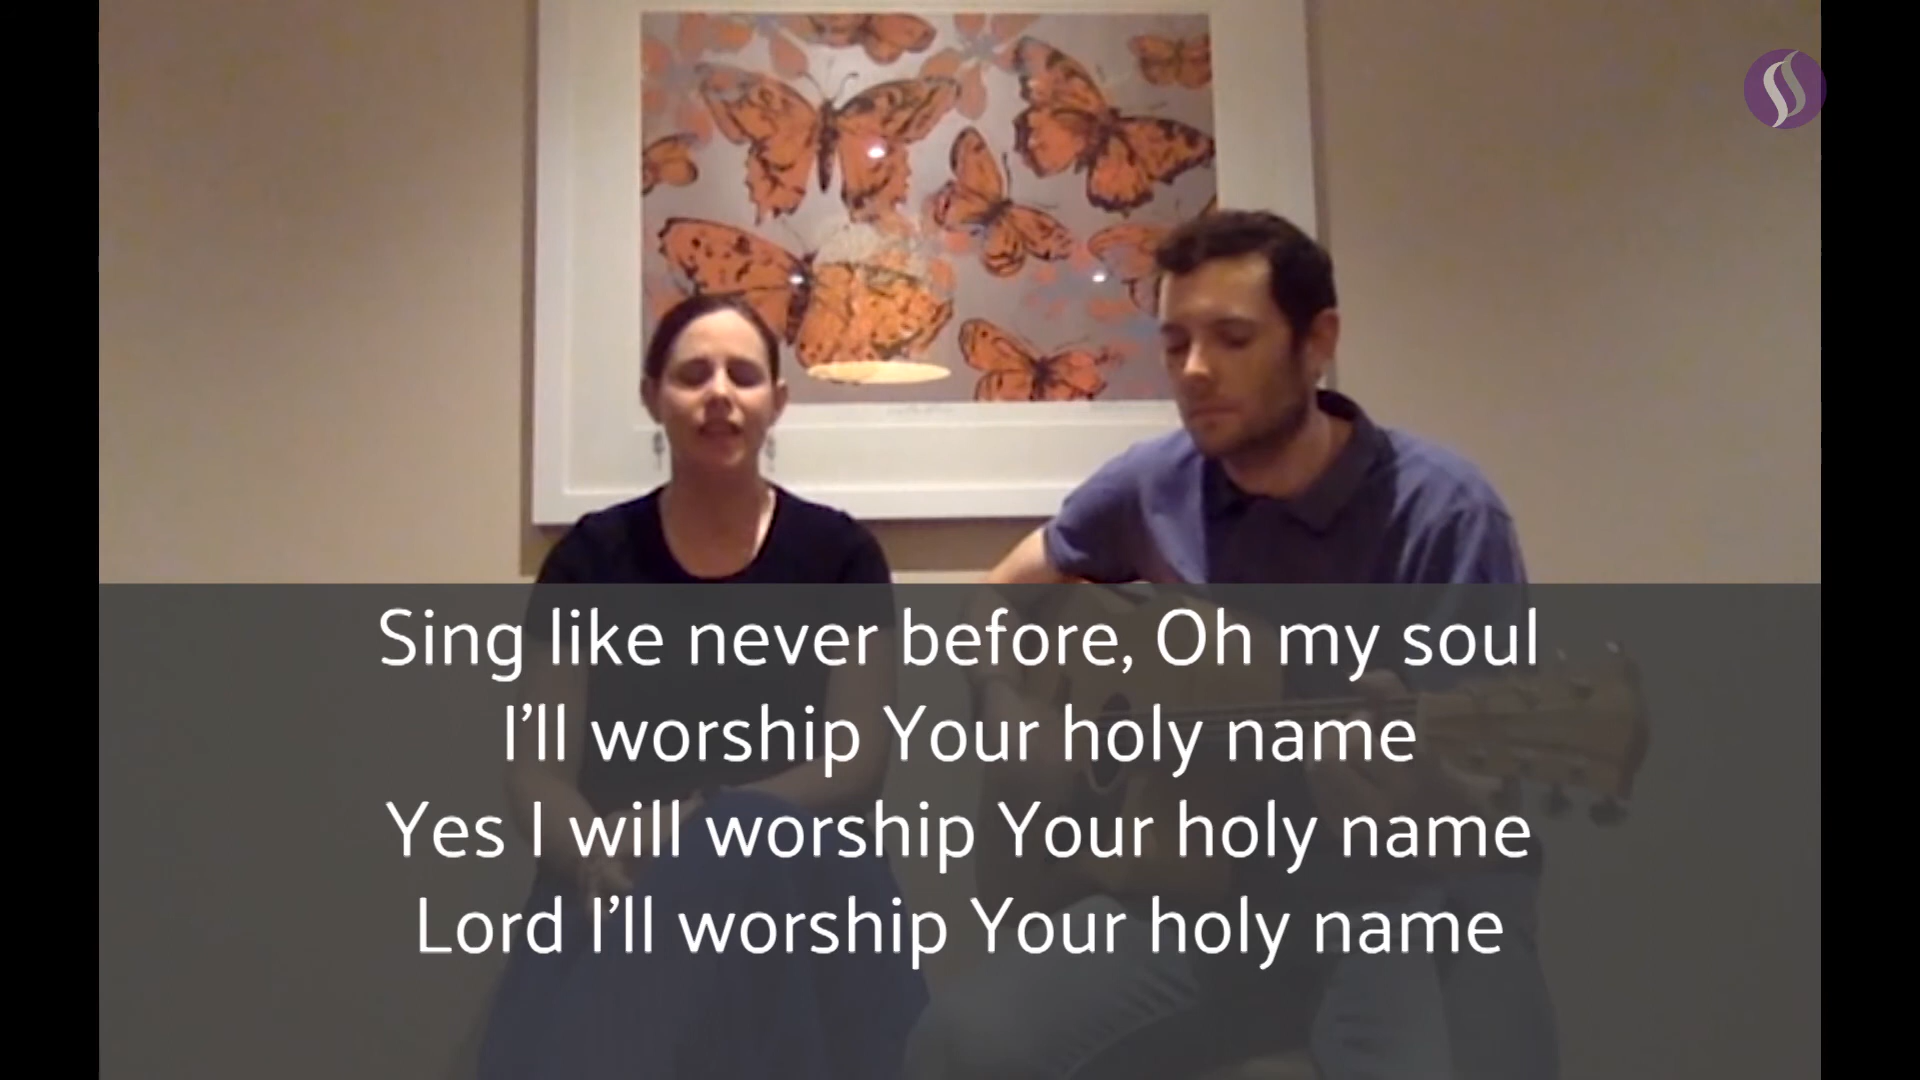 Sing like never before, Oh my soul
I’ll worship Your holy name
Yes I will worship Your holy name
Lord I’ll worship Your holy name